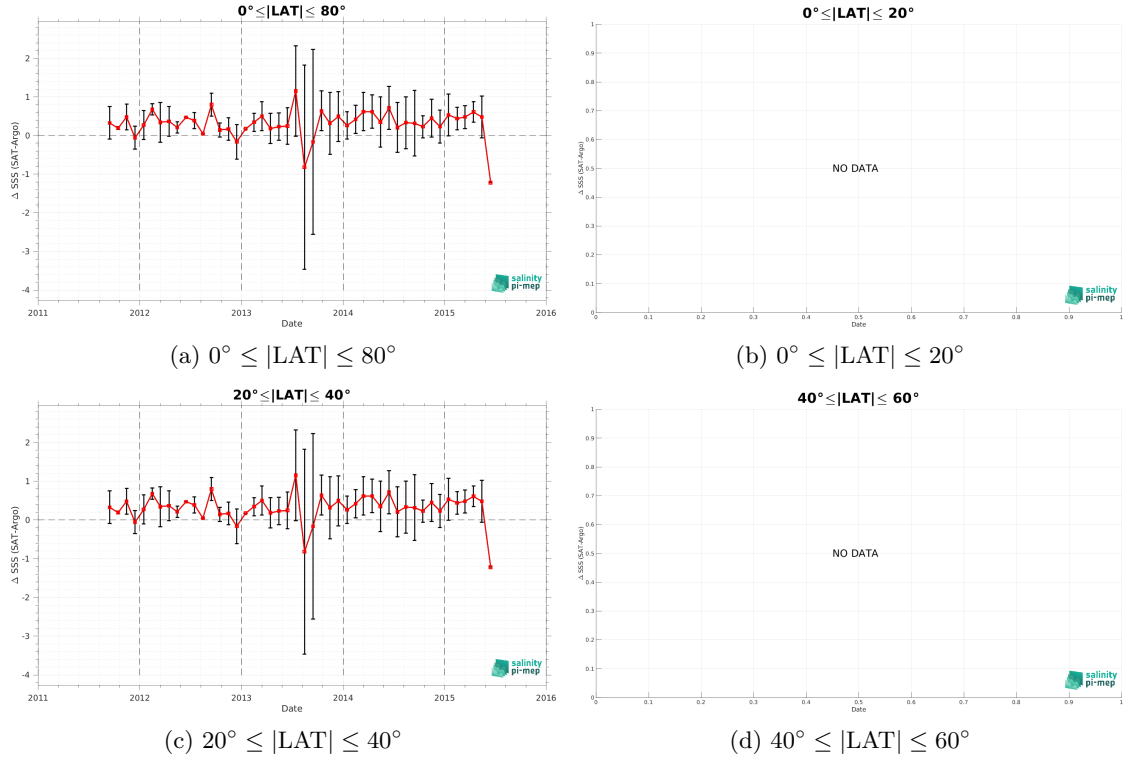 0°≤|LAT|≤ 80°
Δ SSS (SAT-Argo)
2
1
0
-1
-2
-3
-4
2011
2012
2013
2014
2015
2016
Date
salinity
pi-mep
(a) 0° ≤ |LAT| ≤ 80°
0°≤|LAT|≤ 20°
Δ SSS (SAT-Argo)
1
0.9
0.8
0.7
0.6
0.5
0.4
0.3
0.2
0.1
0
NO DATA
0
0.1
0.2
0.3
0.4
0.5
0.6
0.7
0.8
0.9
1
Date
salinity
pi-mep
(b) 0° ≤ |LAT| ≤ 20°
20°≤|LAT|≤ 40°
Δ SSS (SAT-Argo)
2
1
0
-1
-2
-3
-4
2011
2012
2013
2014
2015
2016
Date
salinity
pi-mep
(c) 20° ≤ |LAT| ≤ 40°
40°≤|LAT|≤ 60°
Δ SSS (SAT-Argo)
1
0.9
0.8
0.7
0.6
0.5
0.4
0.3
0.2
0.1
0
NO DATA
0
0.1
0.2
0.3
0.4
0.5
0.6
0.7
0.8
0.9
1
Date
salinity
pi-mep
(d) 40° ≤ |LAT| ≤ 60°